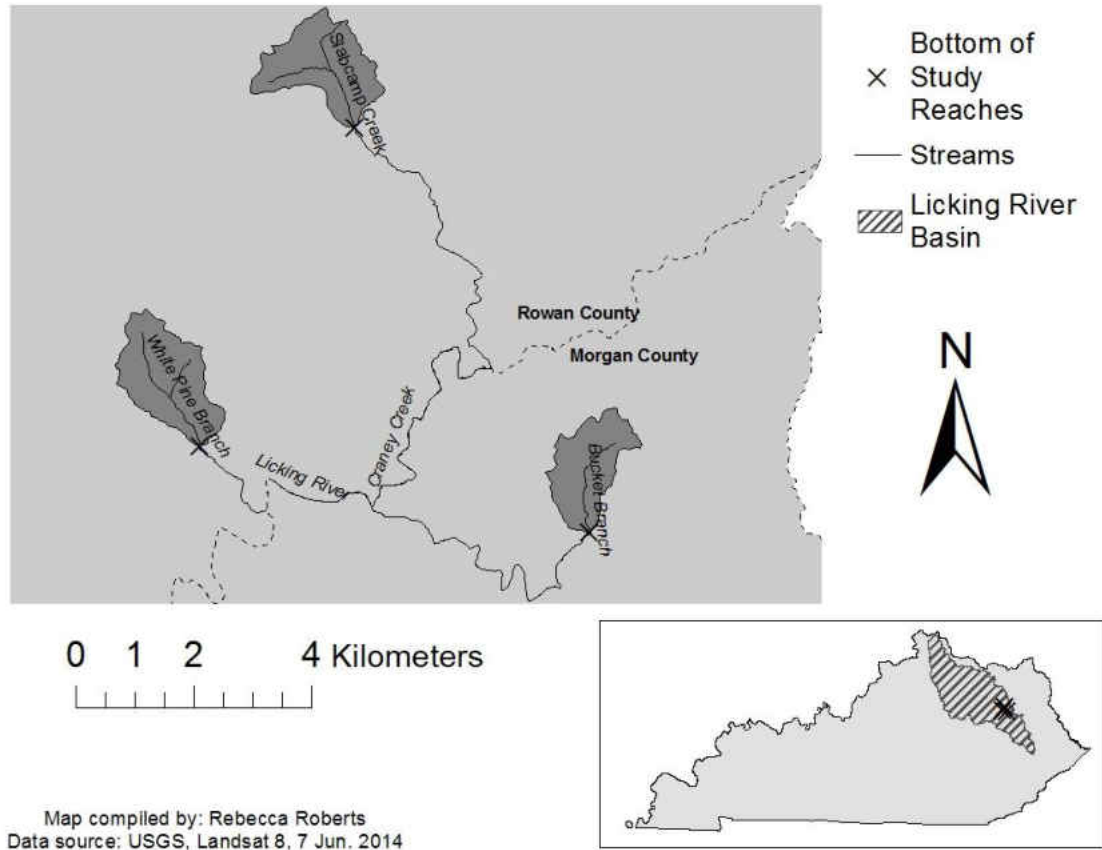 Slabcamp Creek
White Pine Branch
Licking River
Craney Creek
Bucket Branch
Rowan County
Morgan County
Bottom of
Study
Reaches
Streams
Licking River
Basin
N
0 1 2 4 Kilometers
Map compiled by: Rebecca Roberts
Data source: USGS, Landsat 8, 7 Jun. 2014